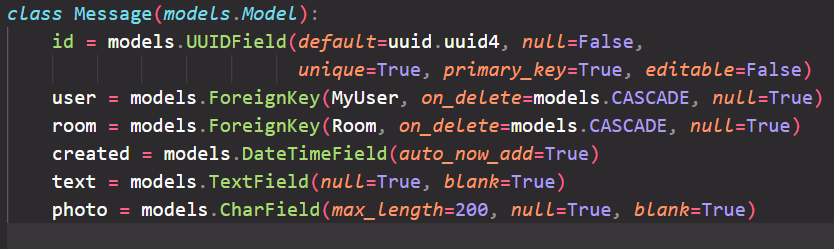 class Message(models.Model):
id = models.UUIDField(default=uuid.uuid4, null=False,
unique=True, primary_key=True, editable=False)
user = models.ForeignKey(MyUser, on_delete=models.CASCADE, null=True)
room = models.ForeignKey(Room, on_delete=models.CASCADE, null=True)
created = models.DateTimeField(auto_now_add=True)
text = models.TextField(null=True, blank=True)
photo = models.CharField(max_length=200, null=True, blank=True)